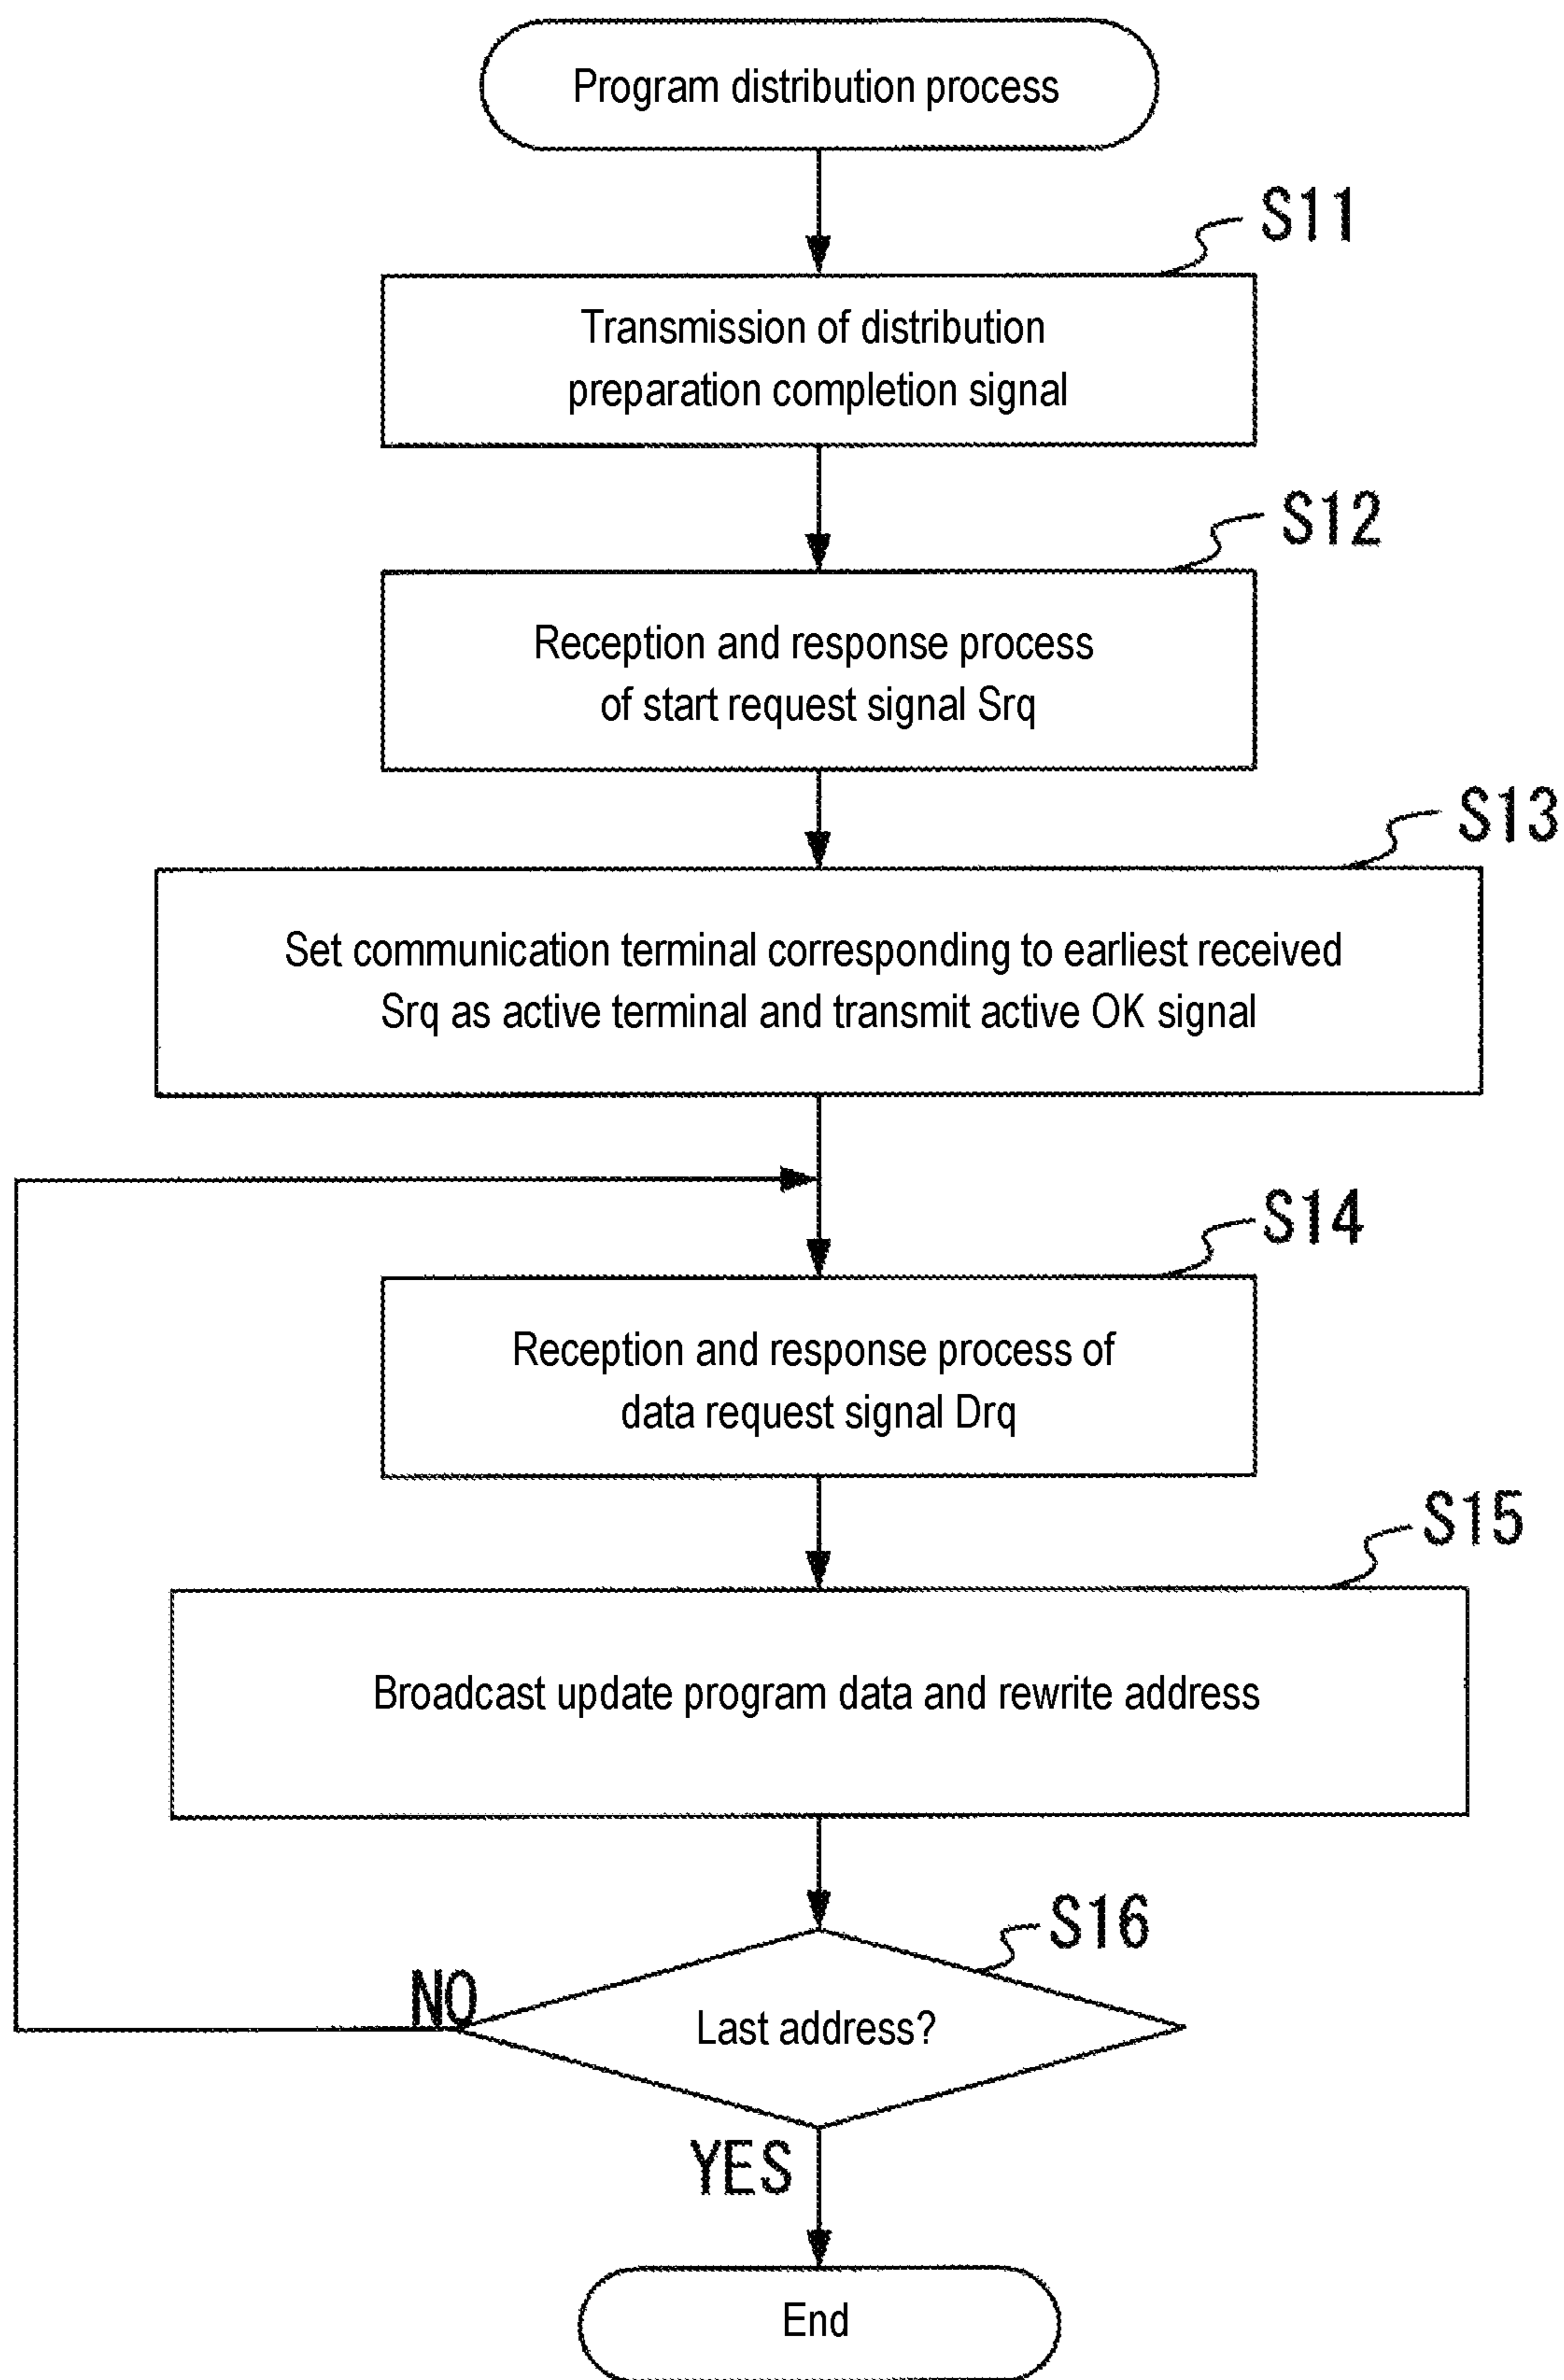 Program distribution process
S11
Transmission of distribution
preparation completion signal
S12
Reception and response process
of start request signal Srq
S13
Set communication terminal corresponding to earliest received
Srq as active terminal and transmit active OK signal
S14
Reception and response process of
data request signal Drq
S15
Broadcast update program data and rewrite address
S16
NO
Last address?
YES
End